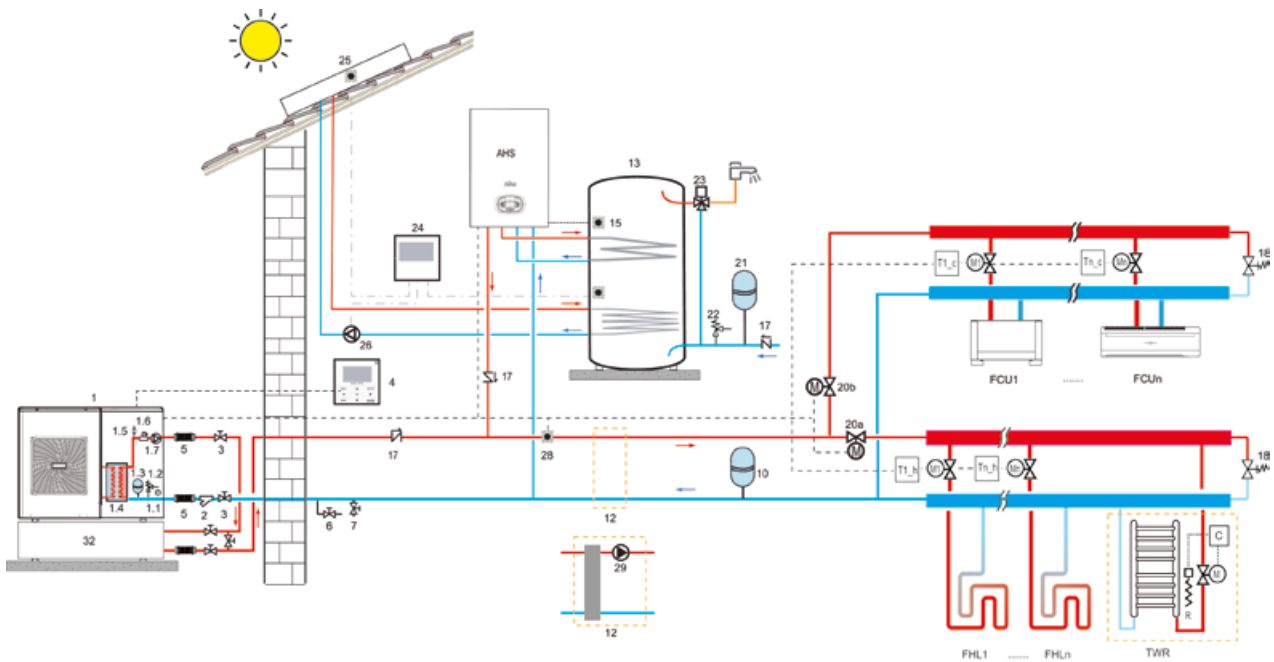 25
AHS
13
23
15
24
21
22
17
26
17
4
20b
T1_c
M1
Tn_c
Mn
18
FCU1 ........ FCUn
1
1.6
1.5
1.7
5
3
17
28
20a
M
M
1.3
1.2
1.4
1.1
5
2
3
6
7
12
10
T1_h
M1
Tn_h
Mn
18
32
29
12
C
M
FHL1 ........ FHLn
TWR